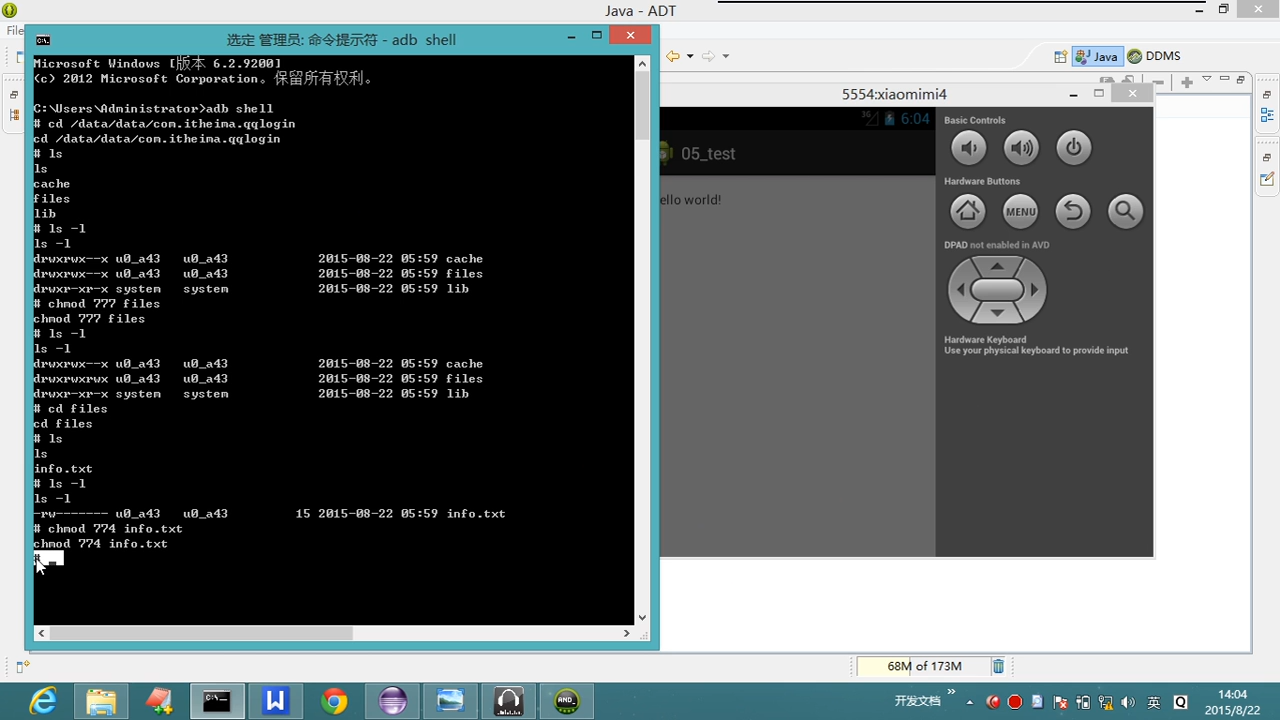 Java - ADT
File
选定 管理员: 命令提示符 - adb shell
Microsoft Windows [版本 6.2.9200]
(c) 2012 Microsoft Corporation。保留所有权利。
C:\Users\Administrator>adb shell
# cd /data/data/com.itheima.qqlogin
cd /data/data/com.itheima.qqlogin
# ls
ls
cache
files
lib
# ls -l
ls -l
drwxrwx--x u0_a43 u0_a43 2015-08-22 05:59 cache
drwxrwx--x u0_a43 u0_a43 2015-08-22 05:59 files
drwxr-xr-x system system 2015-08-22 05:59 lib
# chmod 777 files
chmod 777 files
# ls -l
ls -l
drwxrwx--x u0_a43 u0_a43 2015-08-22 05:59 cache
drwxrwxrwx u0_a43 u0_a43 2015-08-22 05:59 files
drwxr-xr-x system system 2015-08-22 05:59 lib
# cd files
cd files
# ls
ls
info.txt
# ls -l
ls -l
-rw------- u0_a43 u0_a43 15 2015-08-22 05:59 info.txt
# chmod 774 info.txt
chmod 774 info.txt
#
Java
DDMS
5554:xiaomimi4
3G
6:04
05_test
ello world!
Basic Controls
Hardware Buttons
MENU
DPAD not enabled in AVD
Hardware Keyboard
Use your physical keyboard to provide input
68M of 173M
开发文档
英
14:04
2015/8/22